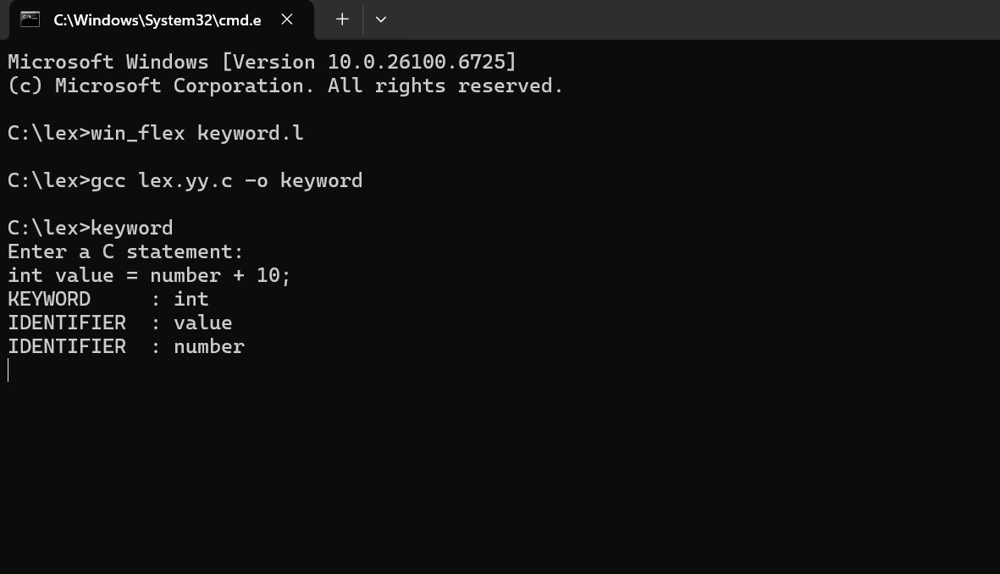 C:\Windows\System32\cmd.e
Microsoft Windows [Version 10.0.26100.6725]
(c) Microsoft Corporation. All rights reserved.
C:\lex>win_flex keyword.l
C:\lex>gcc lex.yy.c -o keyword
C:\lex>keyword
Enter a C statement:
int value = number + 10;
KEYWORD     : int
IDENTIFIER  : value
IDENTIFIER  : number